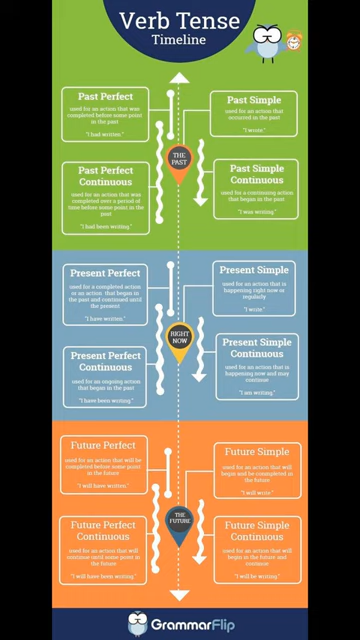 Verb Tense
Timeline
Past Perfect
used for an action that was
completed before some point
in the past
"I had written."
Past Simple
used for an action that
occurred in the past
"I wrote."
THE
PAST
Past Perfect
Continuous
used for an action that was
completed over a period of
time before some point in the
past
"I had been writing."
Past Simple
Continuous
used for a continuing action
that began in the past
"I was writing."
Present Perfect
used for a completed action
or an action that began in
the past and continued until
the present
"I have written."
Present Simple
used for an action that is
happening right now or
regularly
"I write."
RIGHT
NOW
Present Perfect
Continuous
used for an ongoing action
that began in the past
"I have been writing."
Present Simple
Continuous
used for an action that is
happening now and may
continue
"I am writing."
Future Perfect
used for an action that will be
completed before some point
in the future
"I will have written."
Future Simple
used for an action that will
begin and be completed in
the future
"I will write."
THE
FUTURE
Future Perfect
Continuous
used for an action that will
continue until some point in
the future
"I will have been writing."
Future Simple
Continuous
used for an action that will
begin in the future and
continue
"I will be writing."
GrammarFlip